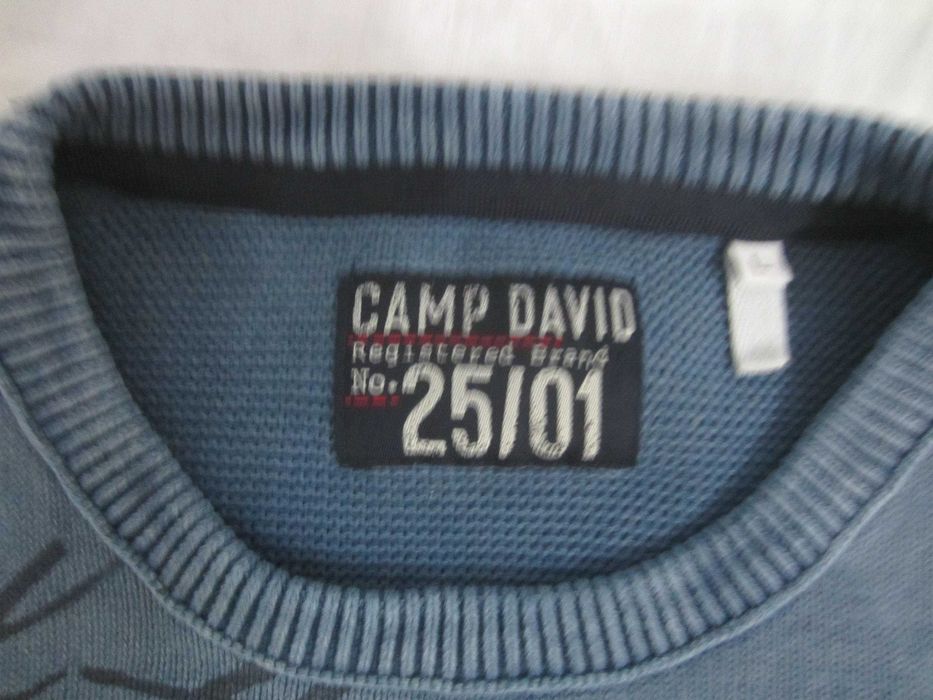 CAMP DAVID
Registered Brand
No. 25/01
L